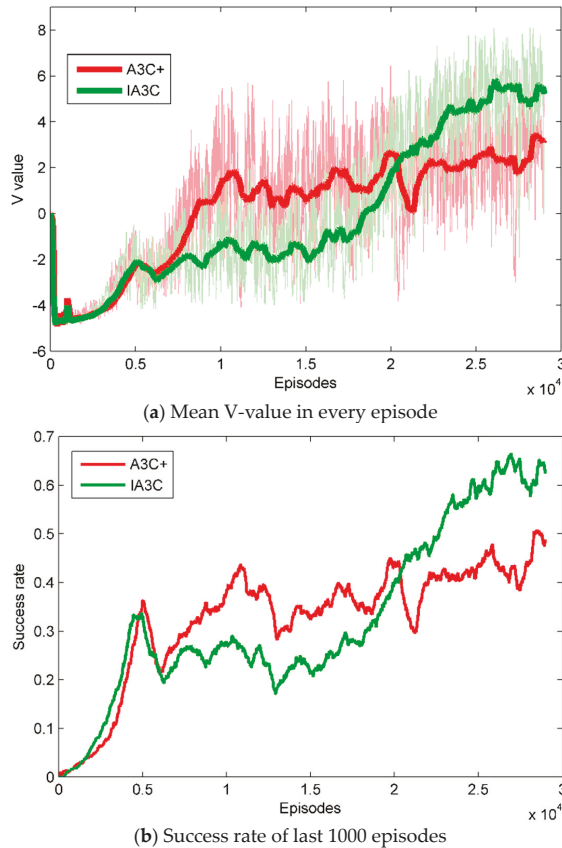 8
6
4
2
0
-2
-4
-6
V value
A3C+
IA3C
0 0.5 1 1.5 2 2.5 3
Episodes
x 10^4
(a) Mean V-value in every episode
0.7
0.6
0.5
0.4
0.3
0.2
0.1
0
Success rate
A3C+
IA3C
0 0.5 1 1.5 2 2.5 3
Episodes
x 10^4
(b) Success rate of last 1000 episodes